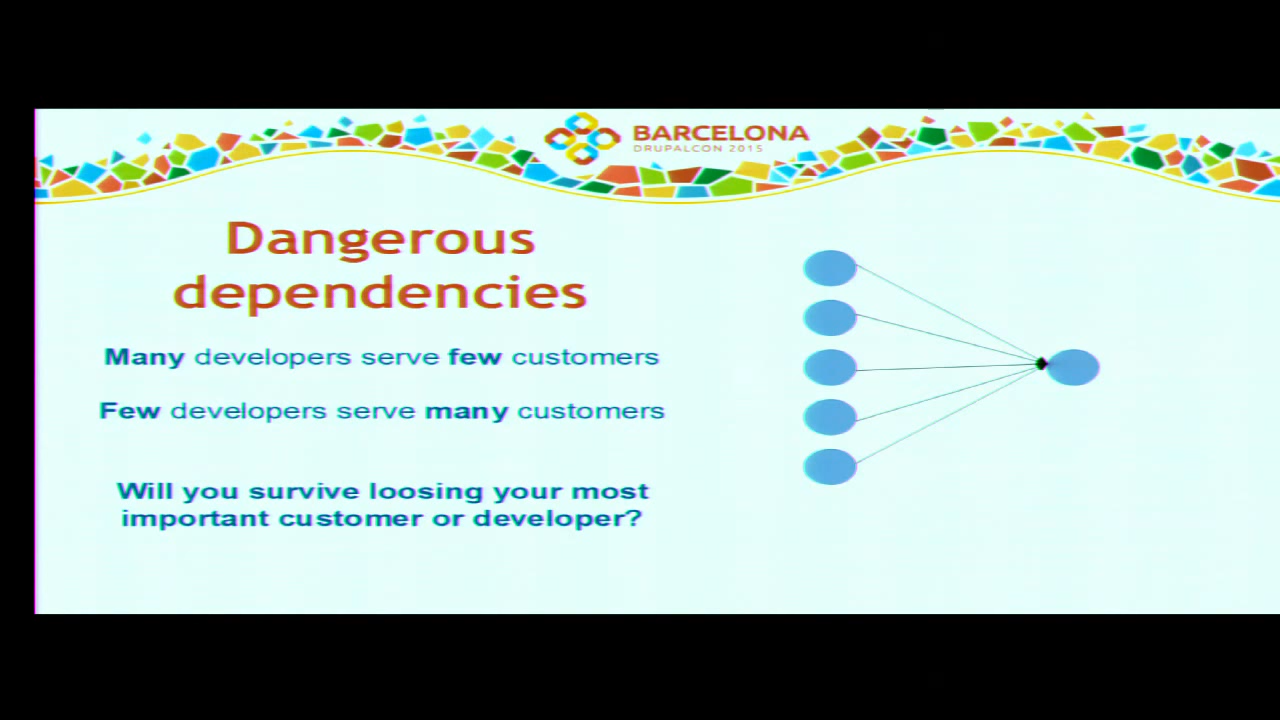 BARCELONA
DRUPALCON 2015
Dangerous
dependencies
Many developers serve few customers
Few developers serve many customers
Will you survive loosing your most
important customer or developer?